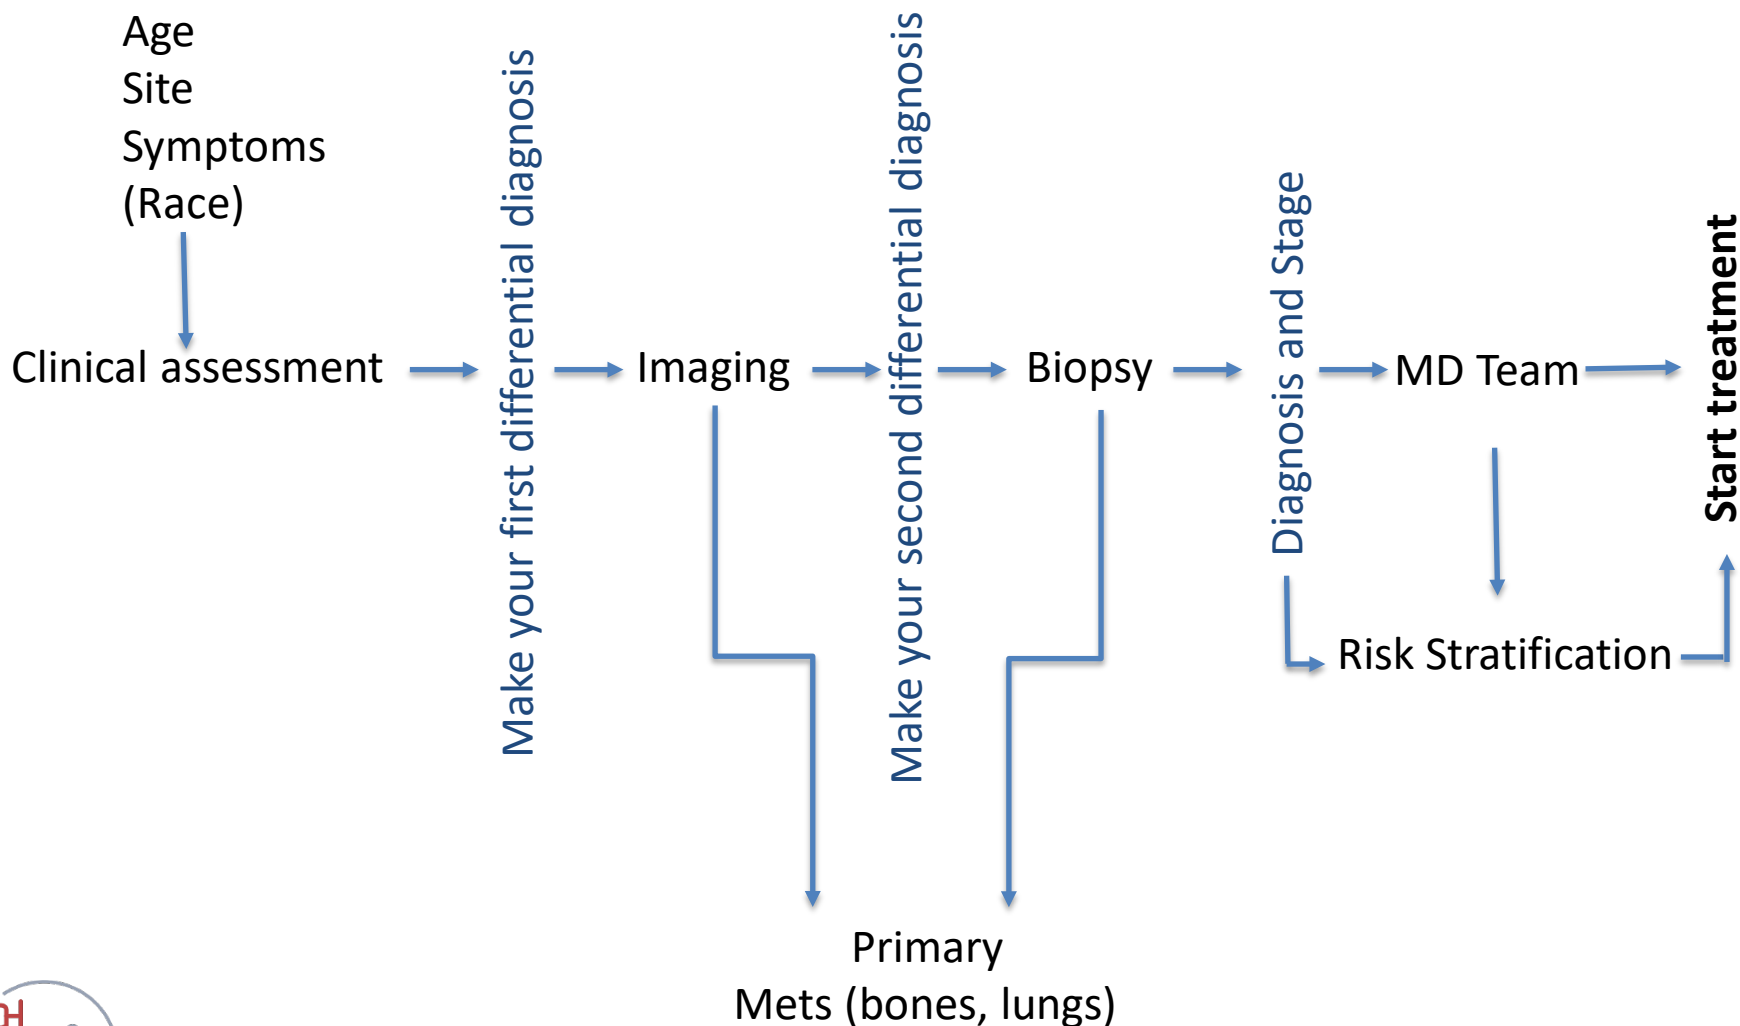 Age
Site
Symptoms
(Race)
Clinical assessment
Make your first differential diagnosis
Imaging
Make your second differential diagnosis
Biopsy
Diagnosis and Stage
MD Team
Start treatment
Risk Stratification
Primary
Mets (bones, lungs)